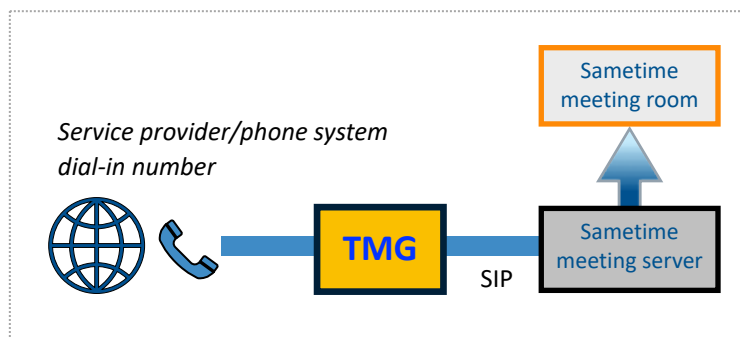 Sametime
meeting room
Service provider/phone system
dial-in number
TMG
SIP
Sametime
meeting server